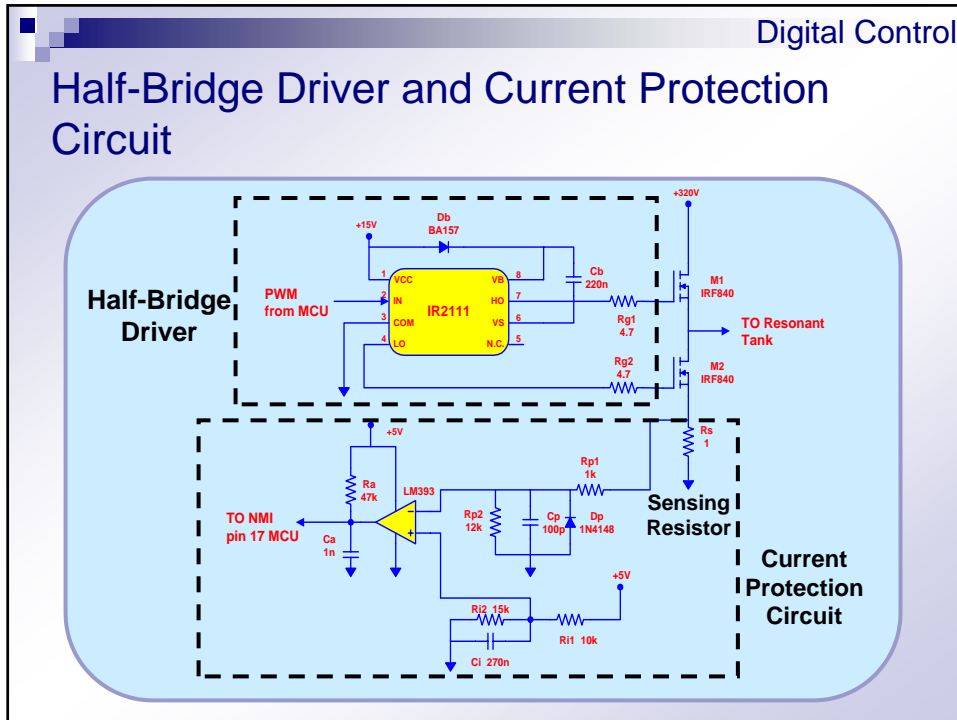 Digital Control
Half-Bridge Driver and Current Protection
Circuit
+320V
Db
BA157
+15V
Cb
220n
1
VCC
VB
8
M1
IRF840
Half-Bridge
Driver
PWM
from MCU
2
IN
IR2111
HO
7
3
COM
VS
6
Rg1
4.7
TO Resonant
Tank
4
LO
N.C.
5
Rg2
4.7
M2
IRF840
+5V
Rs
1
Ra
47k
LM393
Rp1
1k
Sensing
Resistor
TO NMI
pin 17 MCU
Ca
1n
Rp2
12k
Cp
100p
Dp
1N4148
−
+
Current
Protection
Circuit
+5V
Ri2 15k
Ri1 10k
Ci 270n